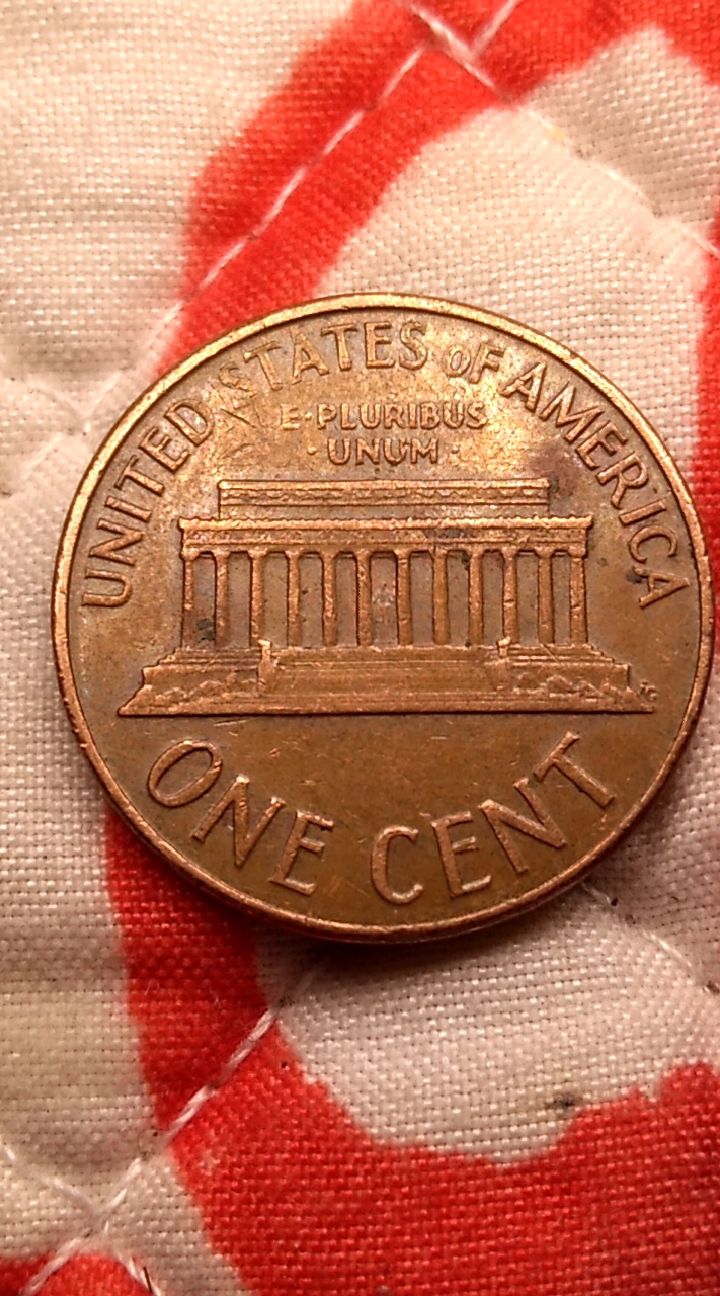 UNITED STATES OF AMERICA
E·PLURIBUS
·UNUM·
ONE CENT